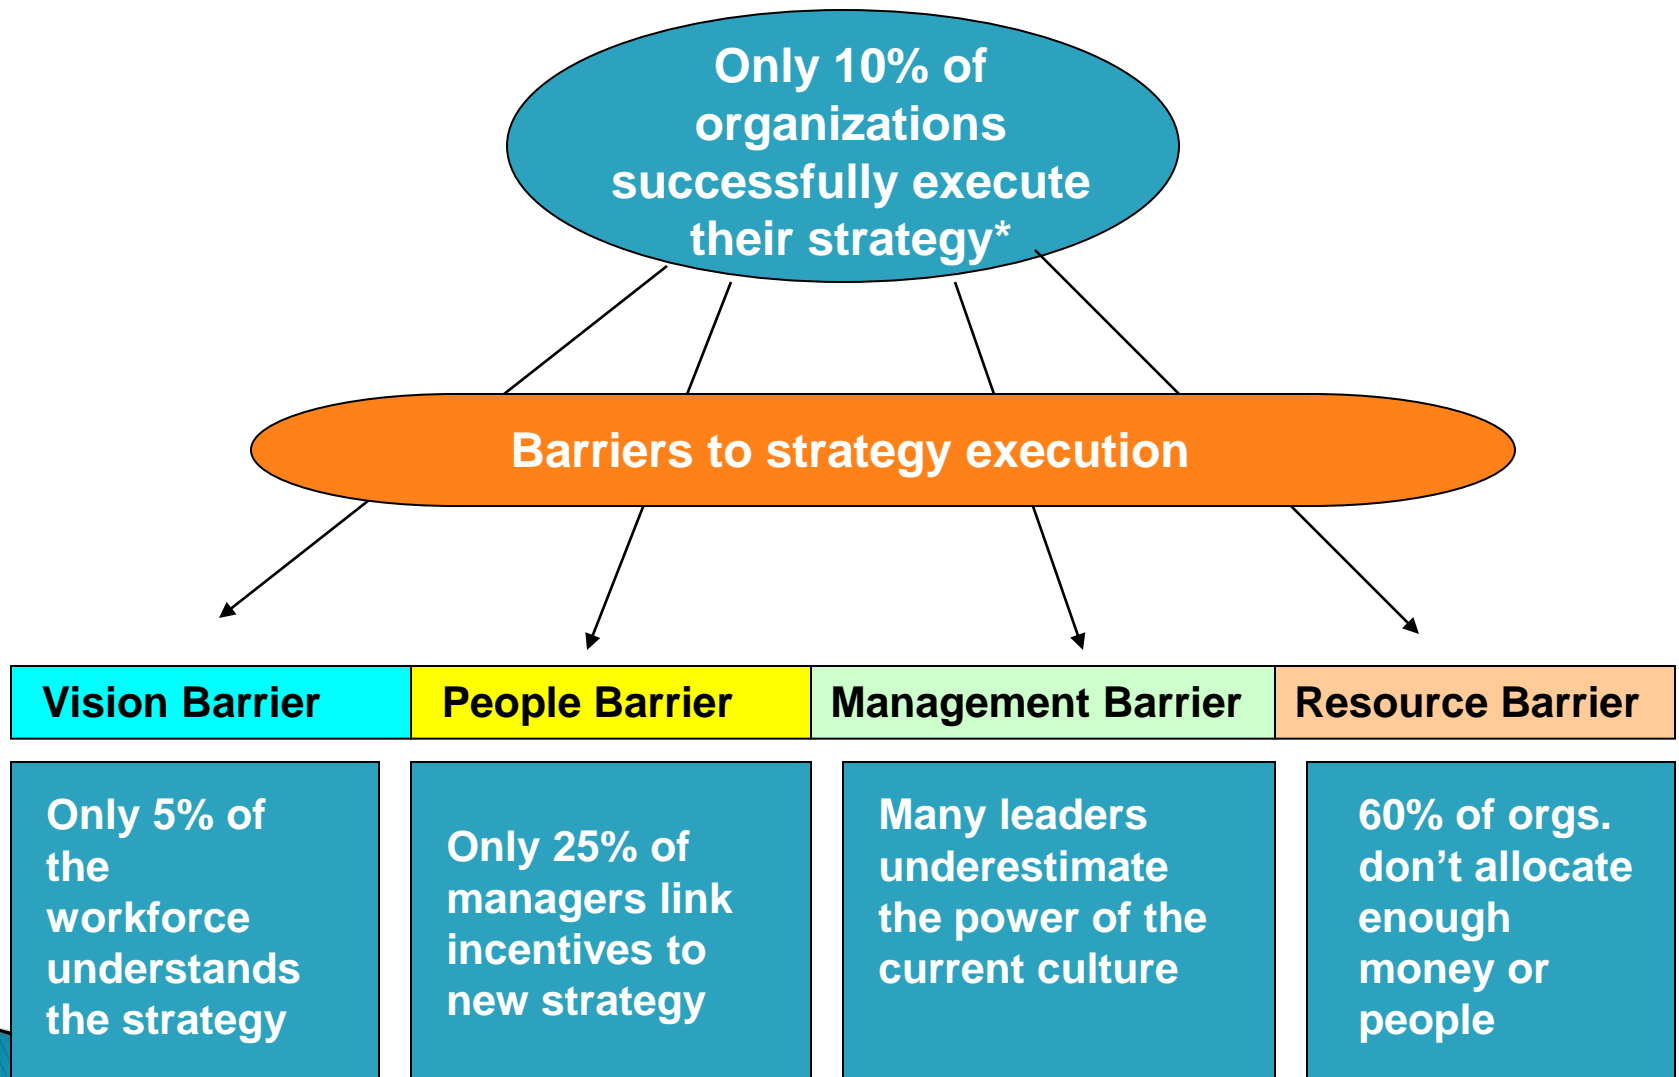 Only 10% of
organizations
successfully execute
their strategy*
Barriers to strategy execution
Vision Barrier
People Barrier
Management Barrier
Resource Barrier
Only 5% of
the
workforce
understands
the strategy
Only 25% of
managers link
incentives to
new strategy
Many leaders
underestimate
the power of the
current culture
60% of orgs.
don’t allocate
enough
money or
people